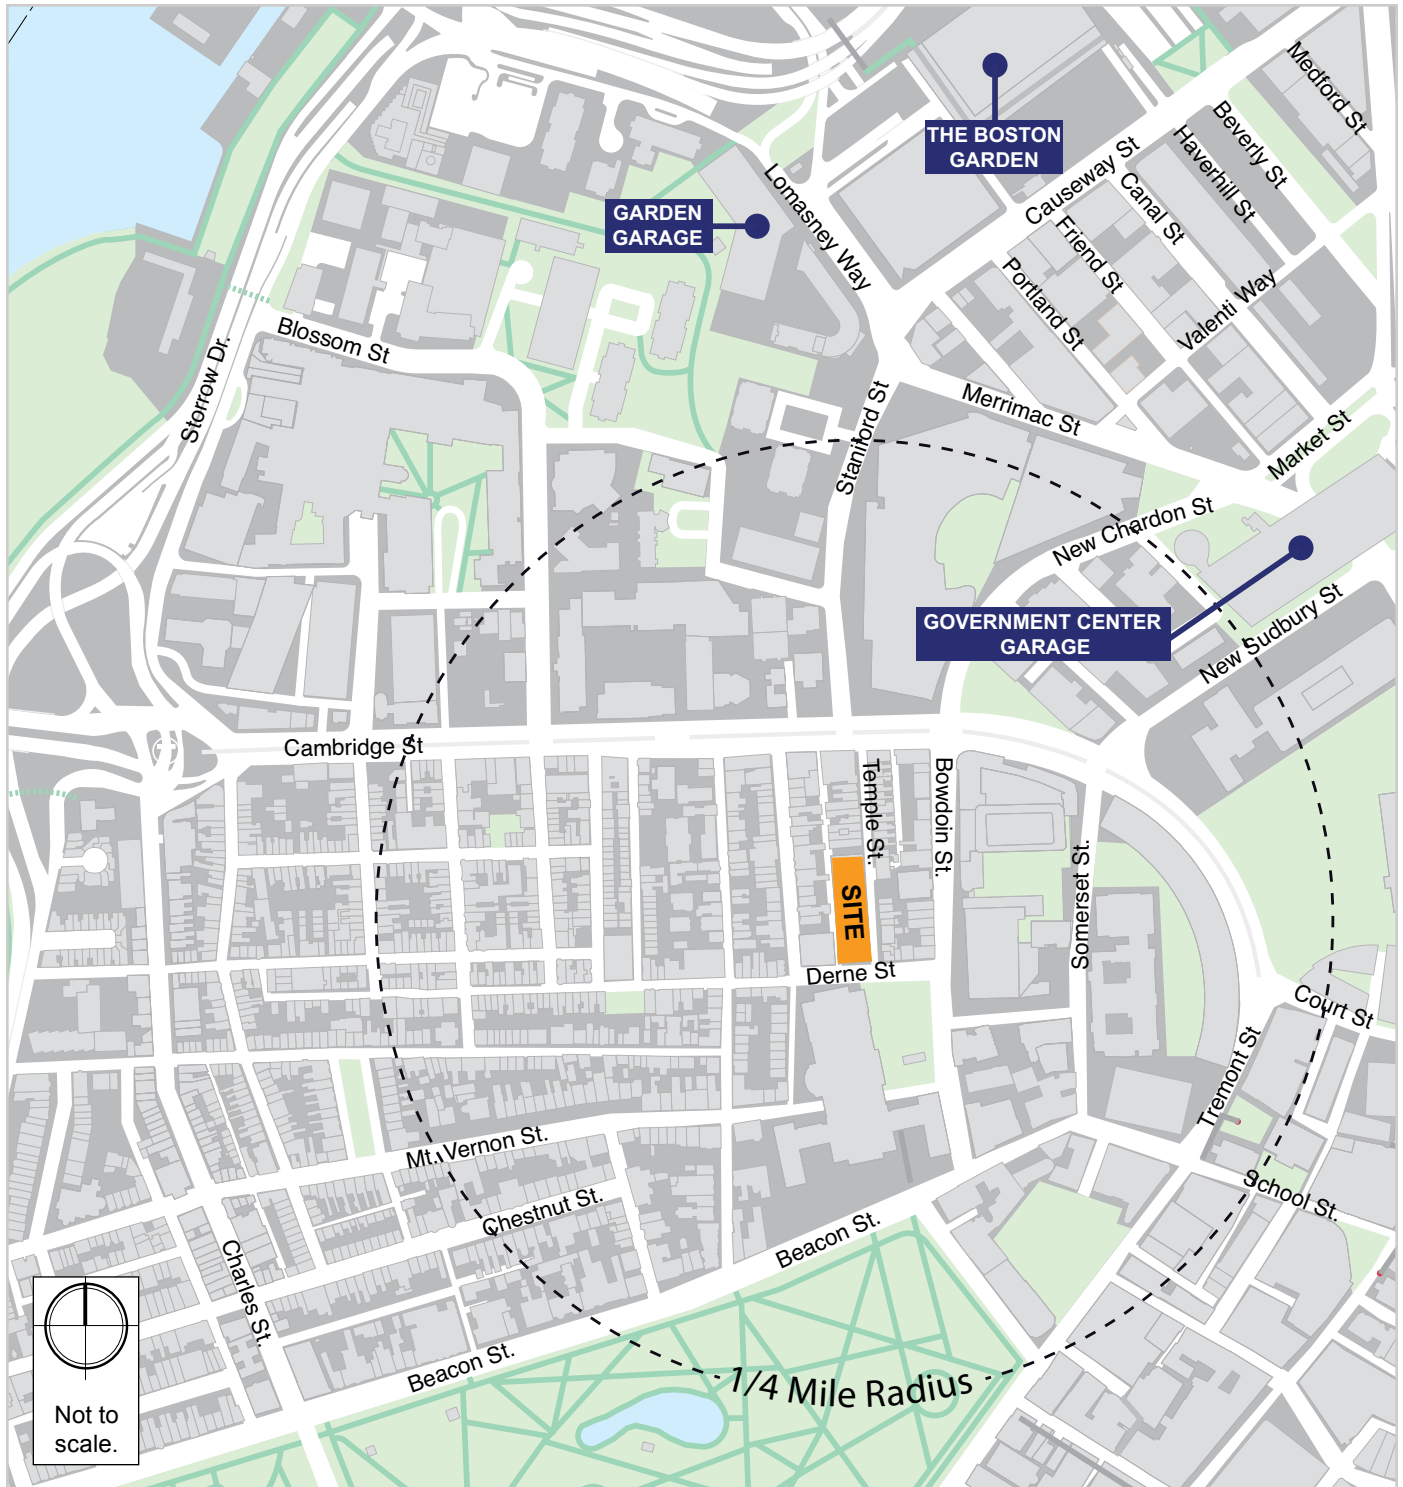 Medford St
Beverly St
Haverhill St
THE BOSTON
GARDEN
Causeway St
Canal St
Lomasney Way
GARDEN
GARAGE
Friend St
Portland St
Valenti Way
Blossom St
Storrow Dr.
Merrimac St
Market St
Staniford St
New Chardon St
GOVERNMENT CENTER
GARAGE
New Sudbury St
Cambridge St
Temple St.
Bowdoin St.
Somerset St.
SITE
Derne St
Court St
Tremont St
Mt. Vernon St.
School St.
Chestnut St.
Beacon St.
Charles St.
Beacon St.
1/4 Mile Radius
Not to
scale.